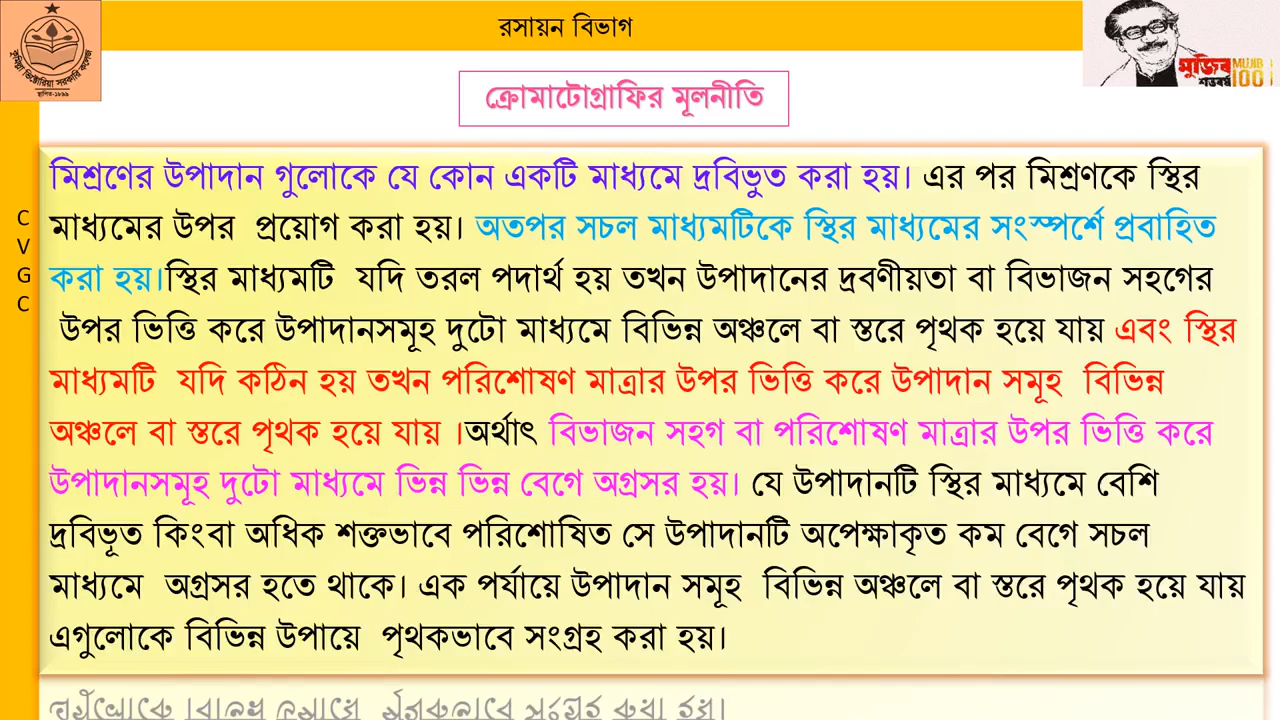 রসায়ন বিভাগ
কুমিল্লা ভিক্টোরিয়া সরকারি কলেজ
স্থাপিত-১৮৯৯
মুজিব MUJIB
শতবর্ষ 100
ক্রোমাটোগ্রাফির মূলনীতি
C
V
G
C
মিশ্রণের উপাদান গুলোকে যে কোন একটি মাধ্যমে দ্রবিভুত করা হয়। এর পর মিশ্রণকে স্থির
মাধ্যমের উপর প্রয়োগ করা হয়। অতপর সচল মাধ্যমটিকে স্থির মাধ্যমের সংস্পর্শে প্রবাহিত
করা হয়।স্থির মাধ্যমটি যদি তরল পদার্থ হয় তখন উপাদানের দ্রবণীয়তা বা বিভাজন সহগের
উপর ভিত্তি করে উপাদানসমূহ দুটো মাধ্যমে বিভিন্ন অঞ্চলে বা স্তরে পৃথক হয়ে যায় এবং স্থির
মাধ্যমটি যদি কঠিন হয় তখন পরিশোষণ মাত্রার উপর ভিত্তি করে উপাদান সমূহ বিভিন্ন
অঞ্চলে বা স্তরে পৃথক হয়ে যায় ।অর্থাৎ বিভাজন সহগ বা পরিশোষণ মাত্রার উপর ভিত্তি করে
উপাদানসমূহ দুটো মাধ্যমে ভিন্ন ভিন্ন বেগে অগ্রসর হয়। যে উপাদানটি স্থির মাধ্যমে বেশি
দ্রবিভূত কিংবা অধিক শক্তভাবে পরিশোষিত সে উপাদানটি অপেক্ষাকৃত কম বেগে সচল
মাধ্যমে অগ্রসর হতে থাকে। এক পর্যায়ে উপাদান সমূহ বিভিন্ন অঞ্চলে বা স্তরে পৃথক হয়ে যায়
এগুলোকে বিভিন্ন উপায়ে পৃথকভাবে সংগ্রহ করা হয়।